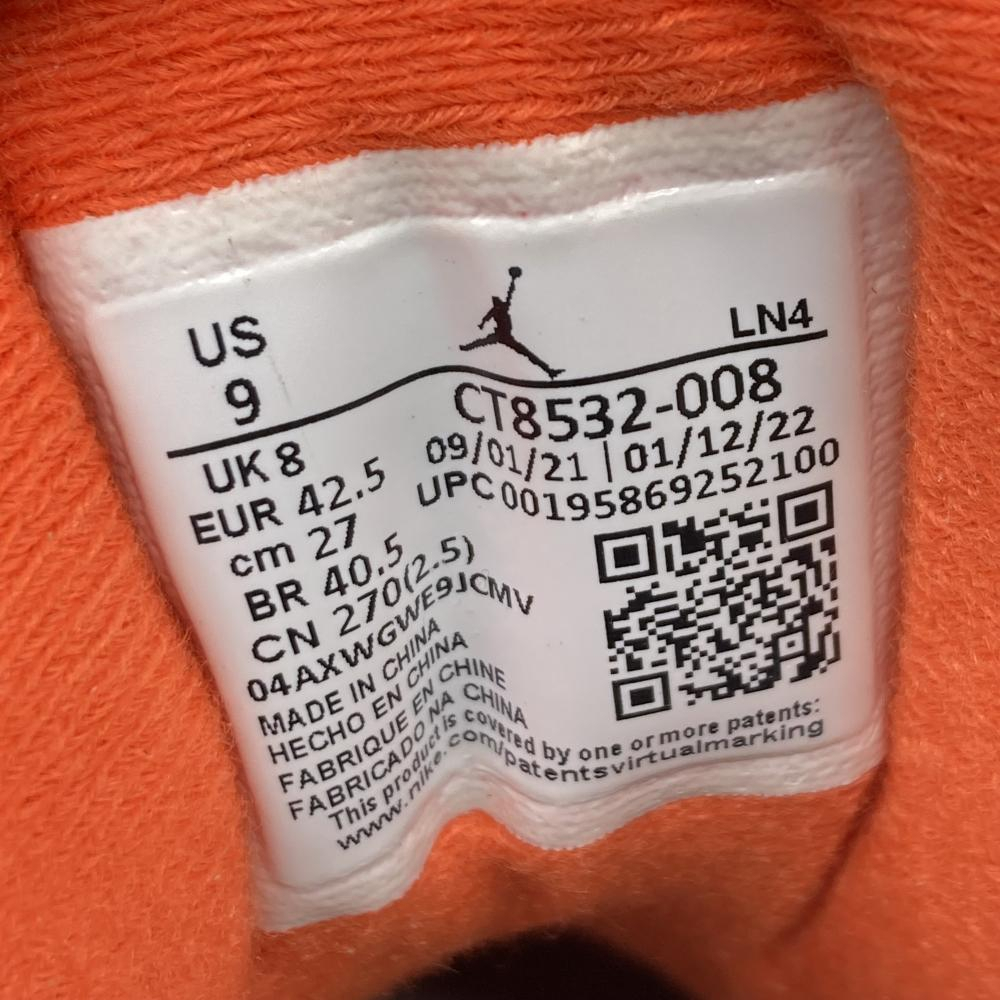 US
9
LN4
UK 8
EUR 42.5
cm 27
BR 40.5
CN 270(2.5)
04AXWGWE9JCMV
MADE IN CHINA
HECHO EN CHINA
FABRIQUE EN CHINE
FABRICADO NA CHINA
This product is covered by one or more patents:
www.nike.com/patentsvirtualmarking
CT8532-008
09/01/21 | 01/12/22
UPC 00195869252100